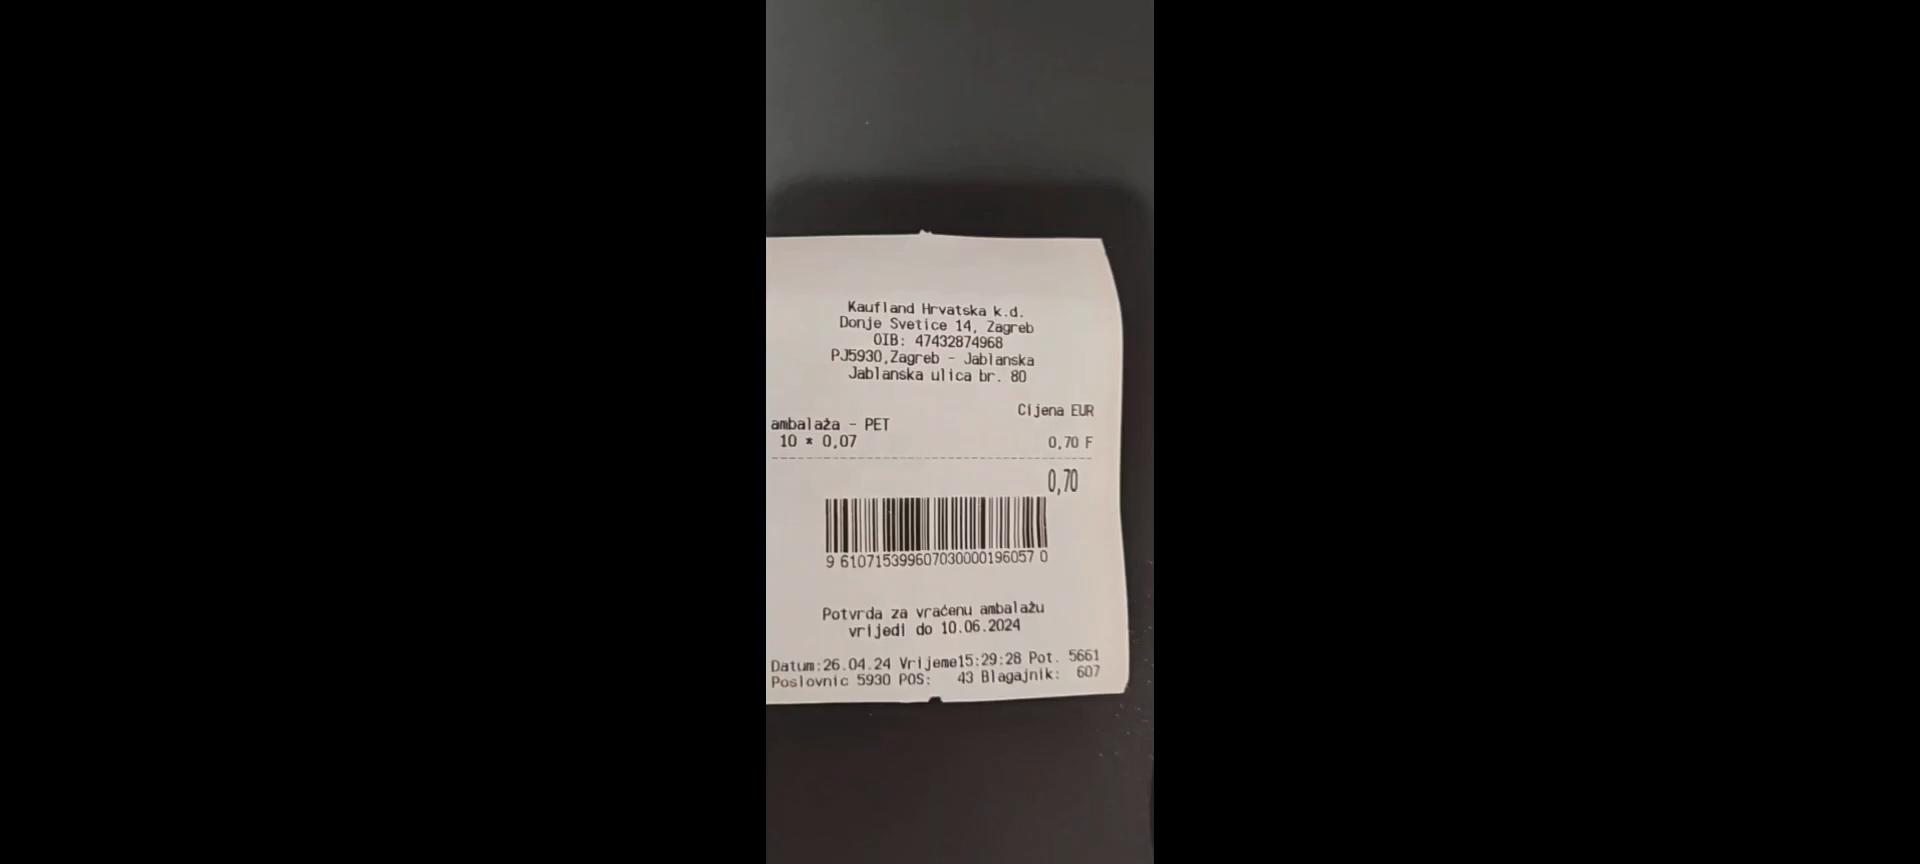 Kaufland Hrvatska k.d.
Donje Svetice 14, Zagreb
OIB: 47432874968
PJ5930,Zagreb - Jablanska
Jablanska ulica br. 80
Cijena EUR
ambalaža - PET
10 * 0,07 0,70 F
0,70
9 610715399607030000196057 0
Potvrda za vraćenu ambalažu
vrijedi do 10.06.2024
Datum:26.04.24 Vrijeme15:29:28 Pot. 5661
Poslovnic 5930 POS: 43 Blagajnik: 607